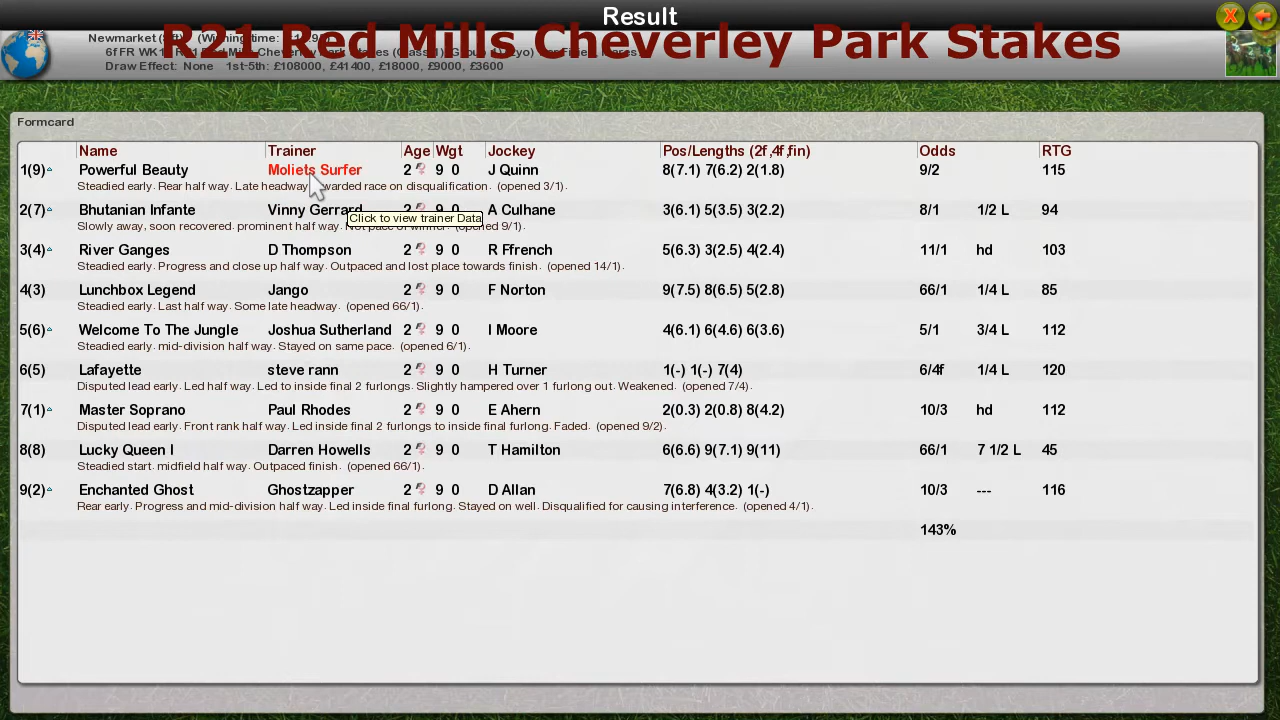 Result
R21 Red Mills Cheverley Park Stakes
Newmarket (Winning time:
6f FR WK1
Draw Effect: None 1st-5th: £108000, £41400, £18000, £9000, £3600
Formcard
Name Trainer Age Wgt Jockey Pos/Lengths (2f,4f,fin) Odds RTG
1(9) Powerful Beauty Moliets Surfer 2 9 0 J Quinn 8(7.1) 7(6.2) 2(1.8) 9/2 115
Steadied early. Rear half way. Late headway. race on disqualification. (opened 3/1).
2(7) Bhutanian Infante Vinny Gerrard 2 9 0 A Culhane 3(6.1) 5(3.5) 3(2.2) 8/1 1/2 L 94
Click to view trainer Data
Slowly away, soon recovered. prominent half way. Not pace of winner. (opened 9/1).
3(4) River Ganges D Thompson 2 9 0 R Ffrench 5(6.3) 3(2.5) 4(2.4) 11/1 hd 103
Steadied early. Progress and close up half way. Outpaced and lost place towards finish. (opened 14/1).
4(3) Lunchbox Legend Jango 2 9 0 F Norton 9(7.5) 8(6.5) 5(2.8) 66/1 1/4 L 85
Steadied early. Last half way. Some late headway. (opened 66/1).
5(6) Welcome To The Jungle Joshua Sutherland 2 9 0 I Moore 4(6.1) 6(4.6) 6(3.6) 5/1 3/4 L 112
Steadied early. mid-division half way. Stayed on same pace. (opened 6/1).
6(5) Lafayette steve rann 2 9 0 H Turner 1(-) 1(-) 7(4) 6/4f 1/4 L 120
Disputed lead early. Led half way. Led to inside final 2 furlongs. Slightly hampered over 1 furlong out. Weakened. (opened 7/4).
7(1) Master Soprano Paul Rhodes 2 9 0 E Ahern 2(0.3) 2(0.8) 8(4.2) 10/3 hd 112
Disputed lead early. Front rank half way. Led inside final 2 furlongs to inside final furlong. Faded. (opened 9/2).
8(8) Lucky Queen I Darren Howells 2 9 0 T Hamilton 6(6.6) 9(7.1) 9(11) 66/1 7 1/2 L 45
Steadied start. midfield half way. Outpaced finish. (opened 66/1).
9(2) Enchanted Ghost Ghostzapper 2 9 0 D Allan 7(6.8) 4(3.2) 1(-) 10/3 --- 116
Rear early. Progress and mid-division half way. Led inside final furlong. Stayed on well. Disqualified for causing interference. (opened 4/1).
143%